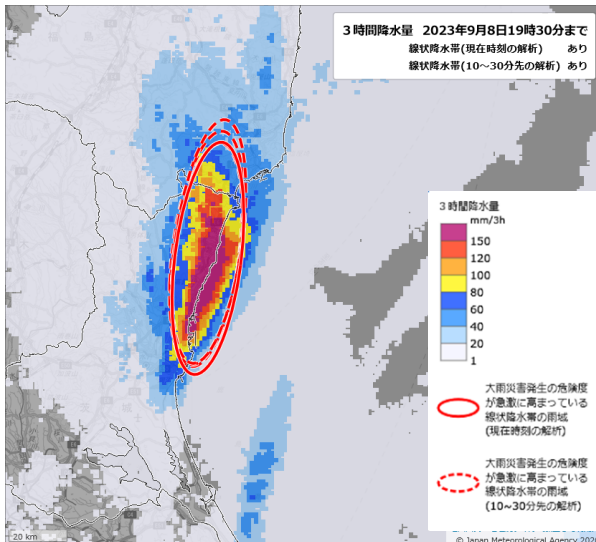 ３時間降水量 2023年9月8日19時30分まで
線状降水帯(現在時刻の解析) あり
線状降水帯(10～30分先の解析) あり
３時間降水量
mm/3h
150
120
100
80
60
40
20
1
大雨災害発生の危険度
が急激に高まっている
線状降水帯の雨域
(現在時刻の解析)
大雨災害発生の危険度
が急激に高まっている
線状降水帯の雨域
(10~30分先の解析)
20 km
© Japan Meteorological Agency